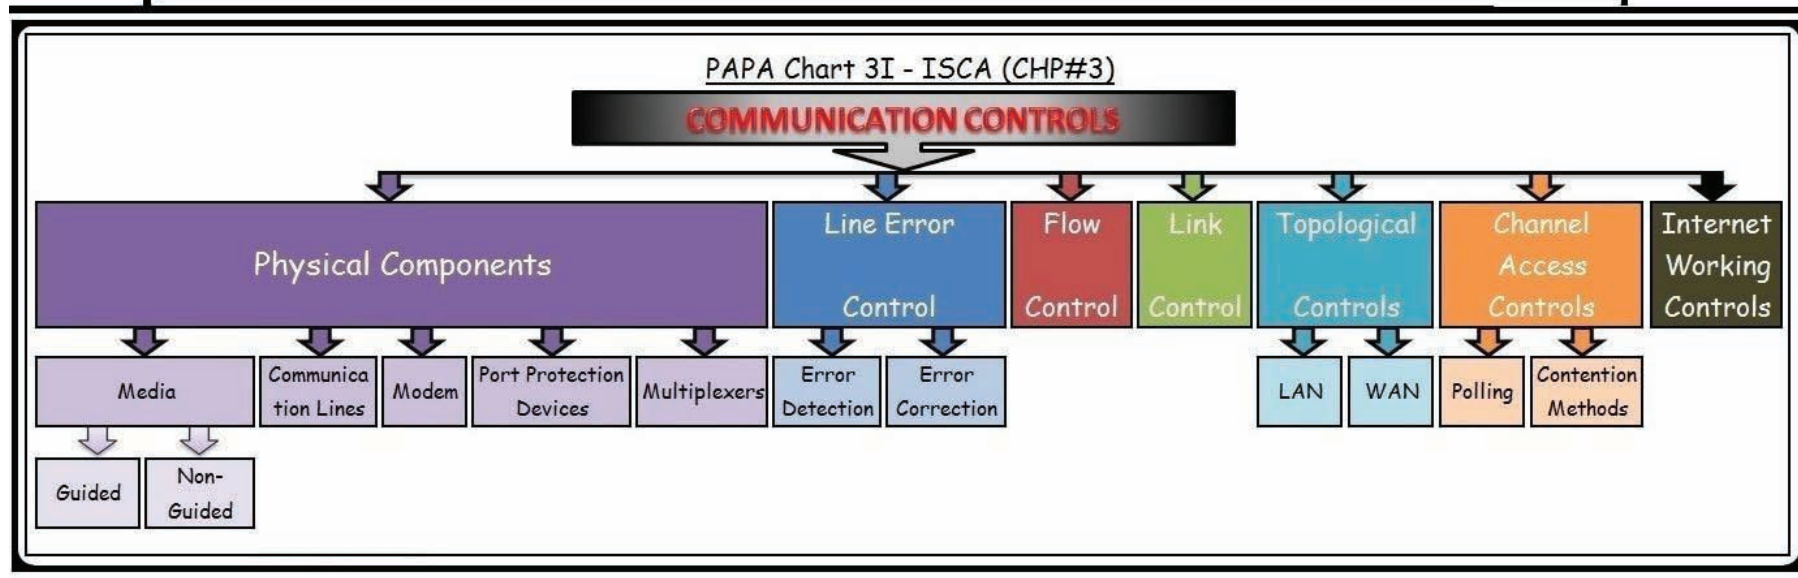 PAPA Chart 3I - ISCA (CHP#3)
COMMUNICATION CONTROLS
Physical Components
Line Error
Control
Flow
Control
Link
Control
Topological
Controls
Channel
Access
Controls
Internet
Working
Controls
Media
Communica
tion Lines
Modem
Port Protection
Devices
Multiplexers
Error
Detection
Error
Correction
LAN
WAN
Polling
Contention
Methods
Guided
Non-
Guided